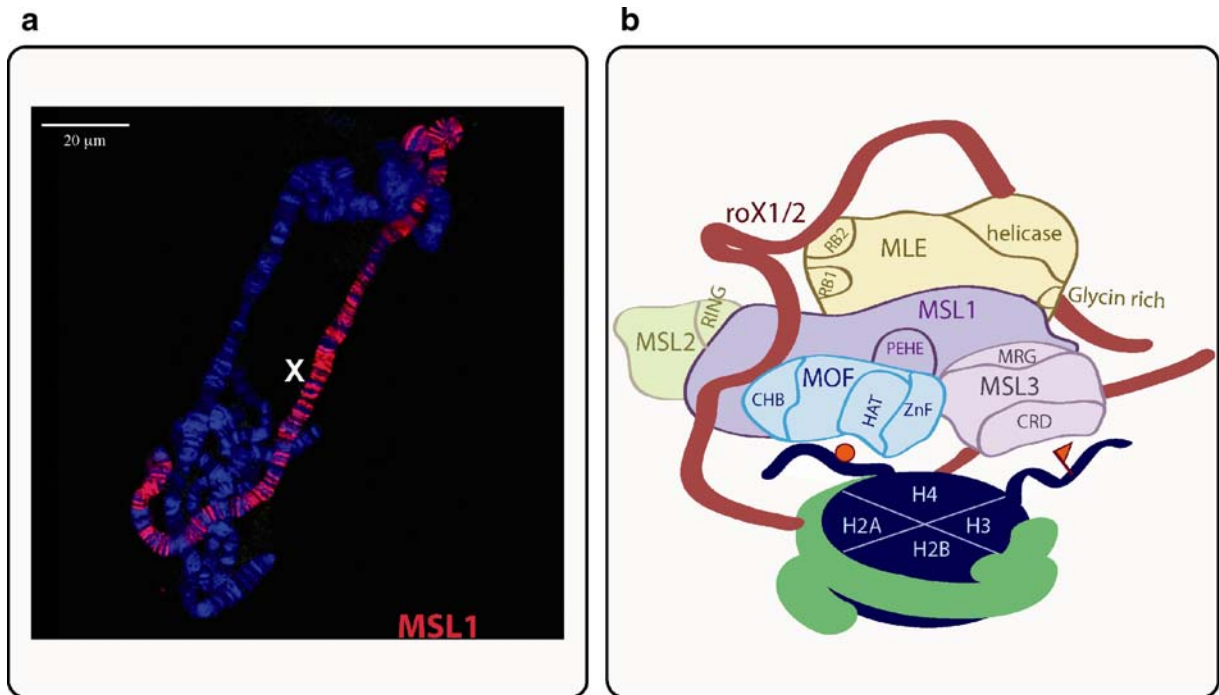 a
20 µm
X
MSL1
b
roX1/2
RB2
MLE
helicase
RB1
Glycin rich
MSL2
RING
MSL1
PEHE
MRG
CHB
MOF
HAT
ZnF
MSL3
CRD
H4
H2A
H3
H2B